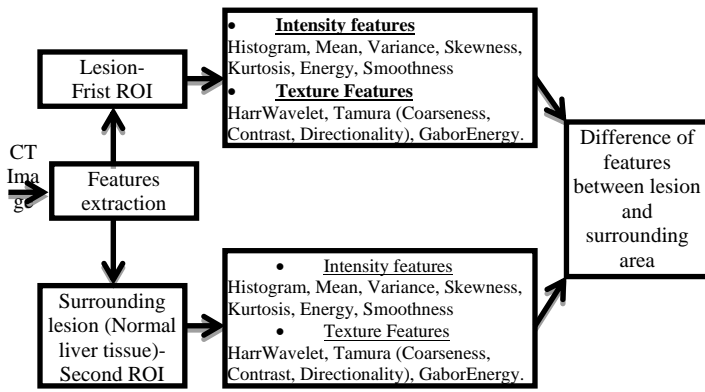 • Intensity features
Histogram, Mean, Variance, Skewness,
Kurtosis, Energy, Smoothness
• Texture Features
HarrWavelet, Tamura (Coarseness,
Contrast, Directionality), GaborEnergy.
Lesion-
Frist ROI
CT
Ima
ge
Features
extraction
Difference of
features
between lesion
and
surrounding
area
Surrounding
lesion (Normal
liver tissue)-
Second ROI
• Intensity features
Histogram, Mean, Variance, Skewness,
Kurtosis, Energy, Smoothness
• Texture Features
HarrWavelet, Tamura (Coarseness,
Contrast, Directionality), GaborEnergy.